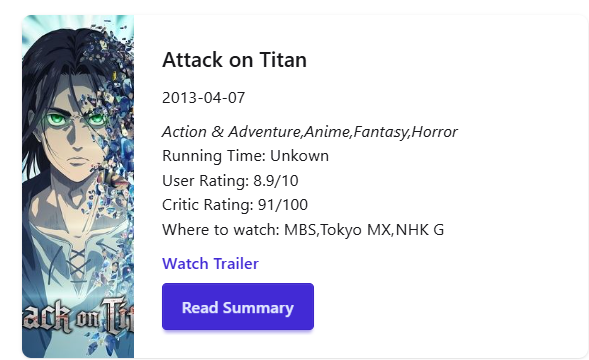 Attack on Titan
2013-04-07
Action & Adventure,Anime,Fantasy,Horror
Running Time: Unkown
User Rating: 8.9/10
Critic Rating: 91/100
Where to watch: MBS,Tokyo MX,NHK G
Watch Trailer
Read Summary
ack on Tit